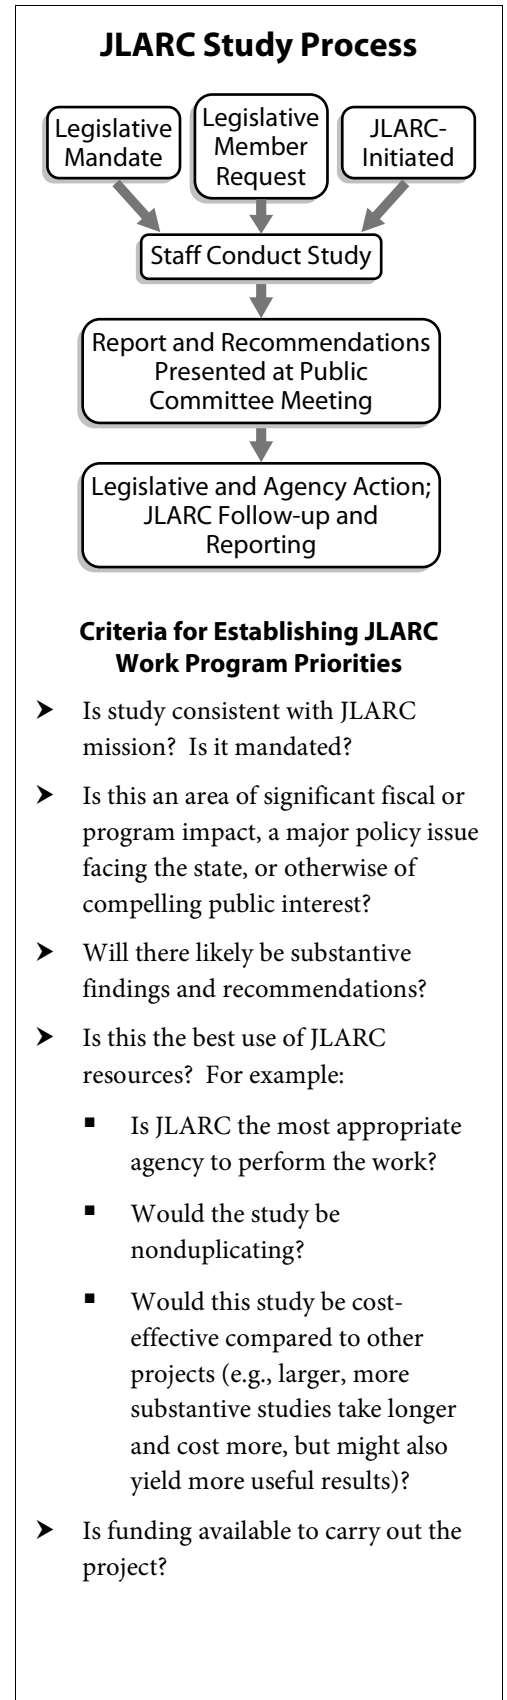 JLARC Study Process
Legislative
Mandate
Legislative
Member
Request
JLARC-
Initiated
Staff Conduct Study
Report and Recommendations
Presented at Public
Committee Meeting
Legislative and Agency Action;
JLARC Follow-up and
Reporting
Criteria for Establishing JLARC
Work Program Priorities
➤ Is study consistent with JLARC
mission?  Is it mandated?
➤ Is this an area of significant fiscal or
program impact, a major policy issue
facing the state, or otherwise of
compelling public interest?
➤ Will there likely be substantive
findings and recommendations?
➤ Is this the best use of JLARC
resources?  For example:
▪ Is JLARC the most appropriate
agency to perform the work?
▪ Would the study be
nonduplicating?
▪ Would this study be cost-
effective compared to other
projects (e.g., larger, more
substantive studies take longer
and cost more, but might also
yield more useful results)?
➤ Is funding available to carry out the
project?